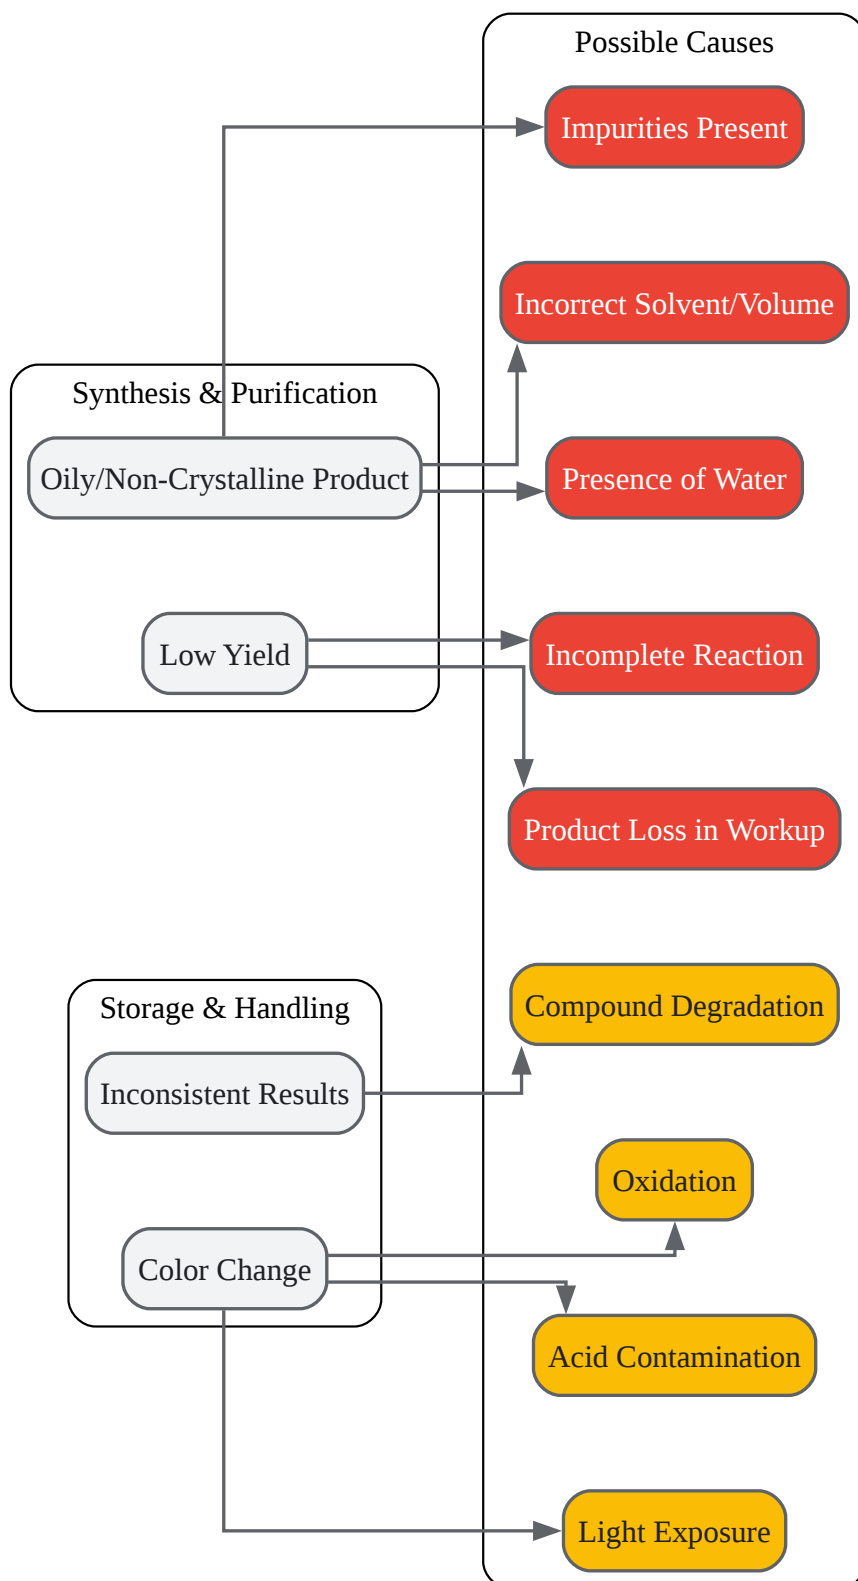 Possible Causes
Impurities Present
Incorrect Solvent/Volume
Synthesis & Purification
Oily/Non-Crystalline Product
Presence of Water
Low Yield
Incomplete Reaction
Product Loss in Workup
Storage & Handling
Compound Degradation
Inconsistent Results
Oxidation
Color Change
Acid Contamination
Light Exposure